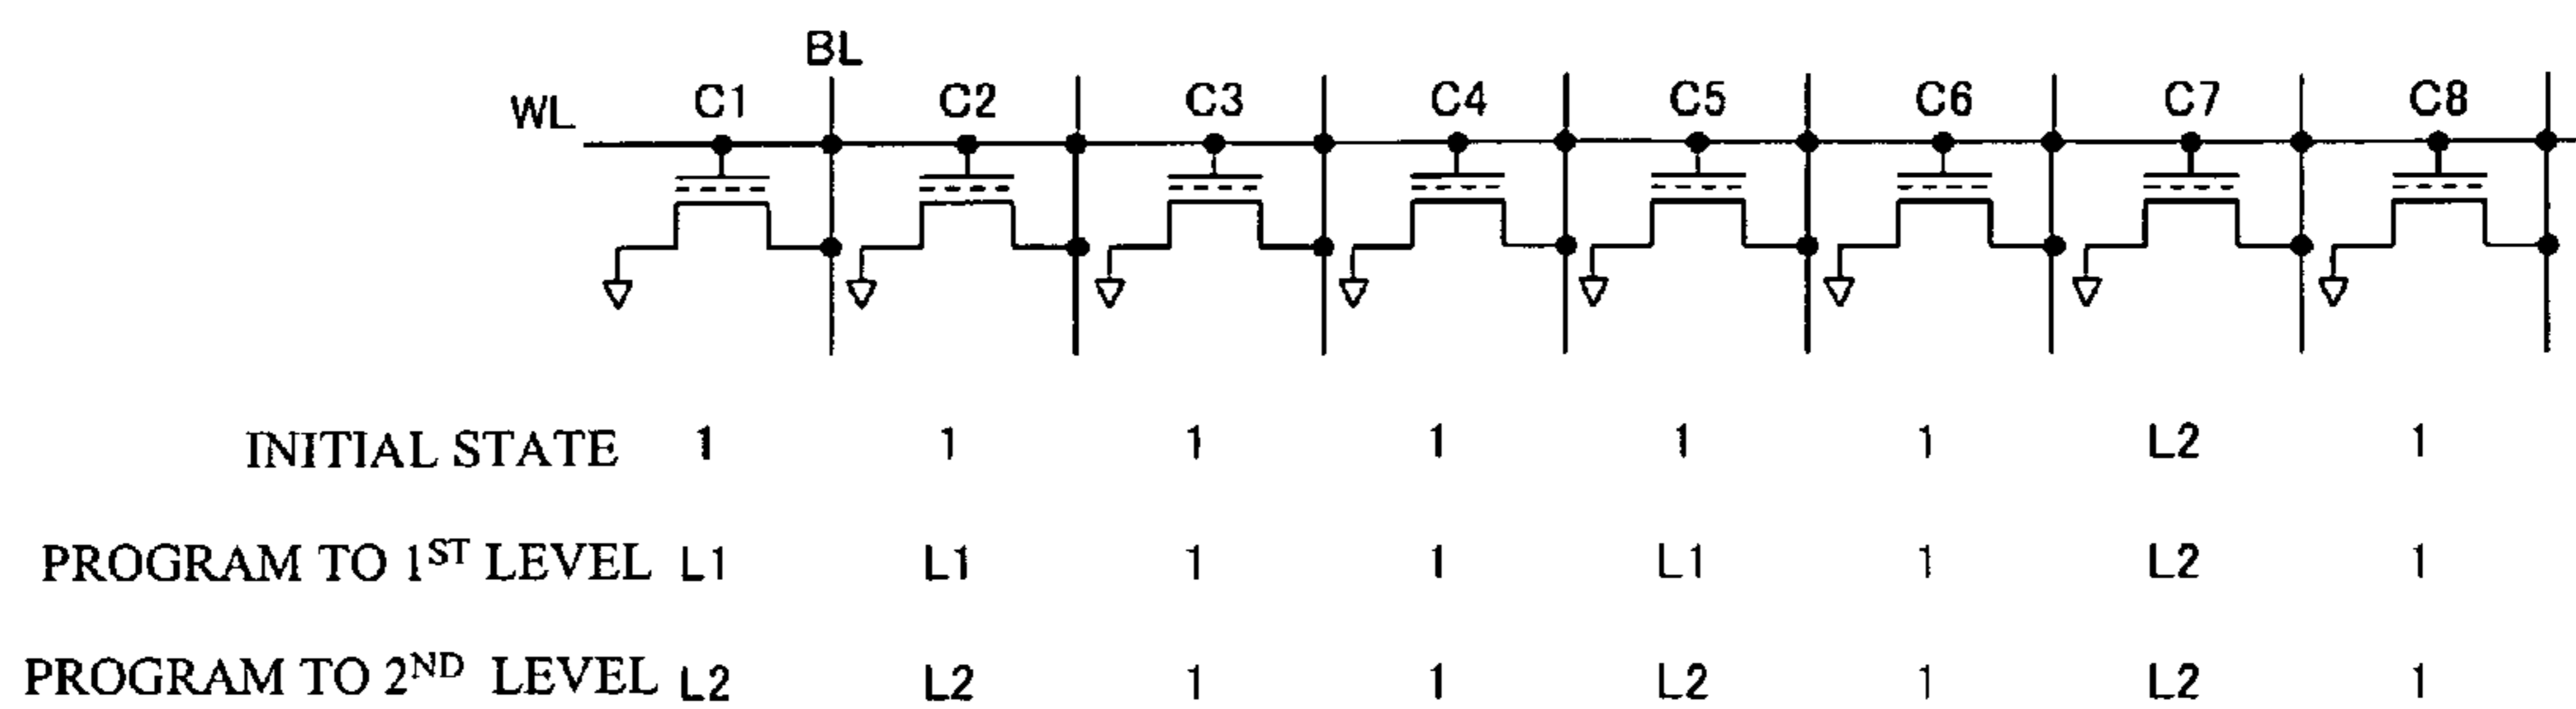 BL
WL C1 C2 C3 C4 C5 C6 C7 C8
INITIAL STATE 1 1 1 1 1 1 L2 1
PROGRAM TO 1ST LEVEL L1 L1 1 1 L1 1 L2 1
PROGRAM TO 2ND LEVEL L2 L2 1 1 L2 1 L2 1